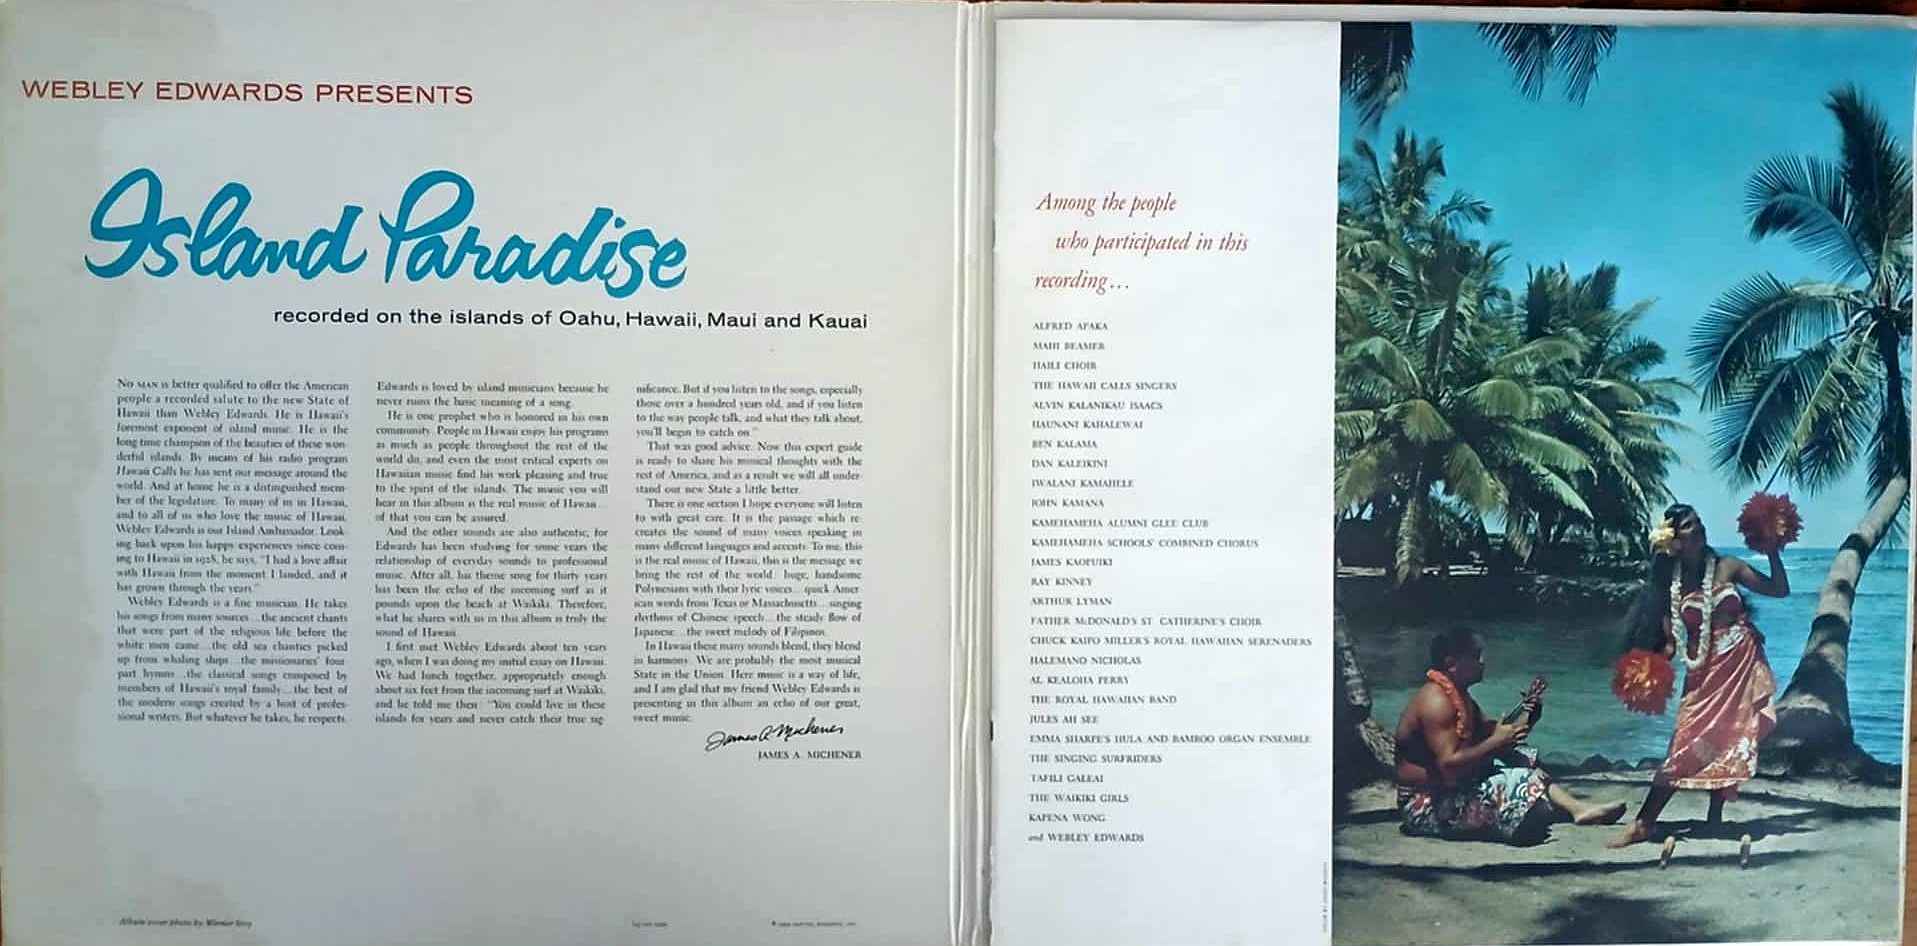 WEBLEY EDWARDS PRESENTS
Island Paradise
recorded on the islands of Oahu, Hawaii, Maui and Kauai
No man is better qualified to offer the American
people a recorded salute to the new State of
Hawaii than Webley Edwards. He is Hawaii's
foremost exponent of island music. He is the
long time champion of the beauties of these won-
derful islands. By means of his radio program
Hawaii Calls he has sent our message around the
world. And at home he is a distinguished mem-
ber of the legislature. To many of us in Hawaii,
and to all of us who love the music of Hawaii,
Webley Edwards is our Island Ambassador. Look-
ing back upon his happy experiences since com-
ing to Hawaii in 1928, he says, "I had a love affair
with Hawaii from the moment I landed, and it
has grown through the years."
Webley Edwards is a fine musician. He takes
his songs from many sources...the ancient chants
that were part of the religious life before the
white men came...the old sea chanties picked
up from whaling ships...the missionaries' four-
part hymns...the classical songs composed by
members of Hawaii's royal family...the best of
the modern songs created by a host of profes-
sional writers. But whatever he takes, he respects.
Edwards is loved by island musicians because he
never ruins the basic meaning of a song.
He is one prophet who is honored in his own
community. People in Hawaii enjoy his programs
as much as people throughout the rest of the
world do, and even the most critical experts on
Hawaiian music find his work pleasing and true
to the spirit of the islands. The music you will
hear in this album is the real music of Hawaii...
of that you can be assured.
And the other sounds are also authentic, for
Edwards has been studying for some years the
relationship of everyday sounds to professional
music. After all, his theme song for thirty years
has been the echo of the incoming surf as it
pounds upon the beach at Waikiki. Therefore,
what he shares with us in this album is truly the
sound of Hawaii.
I first met Webley Edwards about ten years
ago, when I was doing my initial essay on Hawaii.
We had lunch together, appropriately enough
about six feet from the incoming surf at Waikiki,
and he told me then: "You could live in these
islands for years and never catch their true sig-
nificance. But if you listen to the songs, especially
those over a hundred years old, and if you listen
to the way people talk, and what they talk about,
you'll begin to catch on."
That was good advice. Now this expert guide
is ready to share his musical thoughts with the
rest of America, and as a result we will all under-
stand our new State a little better.
There is one section I hope everyone will listen
to with great care. It is the passage which re-
creates the sound of many voices speaking in
many different languages and accents. To me, this
is the real music of Hawaii, this is the message we
bring the rest of the world: huge, handsome
Polynesians with their lyric voices...quick Amer-
ican words from Texas or Massachusetts...singing
rhythms of Chinese speech...the steady flow of
Japanese...the sweet melody of Filipinos.
In Hawaii these many sounds blend, they blend
in harmony. We are probably the most musical
State in the Union. Here music is a way of life,
and I am glad that my friend Webley Edwards is
presenting in this album an echo of our great,
sweet music.
James A. Michener
JAMES A. MICHENER
Album cover photo by Werner Stoy
Among the people
who participated in this
recording...
ALFRED APAKA
MAHI BEAMER
HAILI CHOIR
THE HAWAII CALLS SINGERS
ALVIN KALANIKAU ISAACS
HAUNANI KAHALEWAI
BEN KALAMA
DAN KALEIKINI
IWALANI KAMAHELE
JOHN KAMANA
KAMEHAMEHA ALUMNI GLEE CLUB
KAMEHAMEHA SCHOOLS' COMBINED CHORUS
JAMES KAOPUIKI
RAY KINNEY
ARTHUR LYMAN
FATHER McDONALD'S ST. CATHERINE'S CHOIR
CHUCK KAIPO MILLER'S ROYAL HAWAIIAN SERENADERS
HALEMANO NICHOLAS
AL KEALOHA PERRY
THE ROYAL HAWAIIAN BAND
JULES AH SEE
EMMA SHARPE'S HULA AND BAMBOO ORGAN ENSEMBLE
THE SINGING SURFRIDERS
TAFILI GALEAI
THE WAIKIKI GIRLS
KAPENA WONG
and WEBLEY EDWARDS